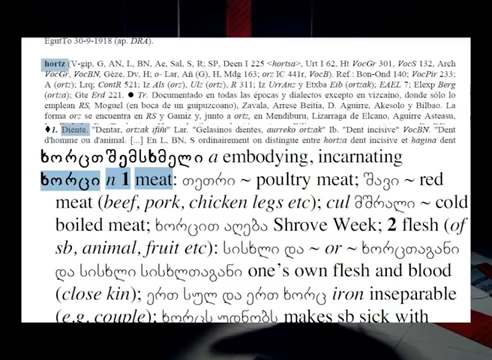 EgutTo 30-9-1918 (ap. DRA).
hortz (V-gip, G, AN, L, BN, Ae, Sal, S, R; SP, Deen I 225 <hortsa>, Urt I 62, Ht VocGr 301, VocS 132, Arch
VocGr, VocBN, Gèze, Dv, H; o- Lar, Añ (G), H, Mdg 163; orz IC 441r, VocB). Ref.: Bon-Ond 140; VocPir 233;
A (ortz); Lrq; ContR 521; Iz Als (ortz), Ulz (ortz), R 311; Iz UrrAnz y Etxba Eib (ortzak); EAEL 7; Elexp Berg
(ortza); Gte Erd 221. ● Tr. Documentado en todas las épocas y dialectos excepto en vizcaíno, donde sólo lo
emplean RS, Moguel (en boca de un guipuzcoano), Zavala, Arrese Beitia, D. Aguirre, Akesolo y Bilbao. La
forma orz se encuentra en RS y Gamiz y, junto a ortz, en Mendiburu, Lizarraga de Elcano, Aguirre Asteasu,
♦1. Diente. "Dentar, ortzak ifiñi" Lar. "Gelasinos dientes, aurreko ortzak" Ib. "Dent incisive" VocBN. "Dent
d'homme ou d'animal. [...] En L, BN, S ordinairement on distingue entre hortza dent incisive et hagina dent
ხორცთშემსხმელი a embodying, incarnating
ხორცი n 1 meat: თეთრი ~ poultry meat; შავი ~ red
meat (beef, pork, chicken legs etc); cul მშრალი ~ cold
boiled meat; ხორცით აღება Shrove Week; 2 flesh (of
sb, animal, fruit etc): სისხლი და ~ or ~ ხორცთაგანი
და სისხლი სისხლთაგანი one's own flesh and blood
(close kin); ერთ სულ და ერთ ხორც iron inseparable
(e.g. couple); ხორცს უდნობს makes sb sick with